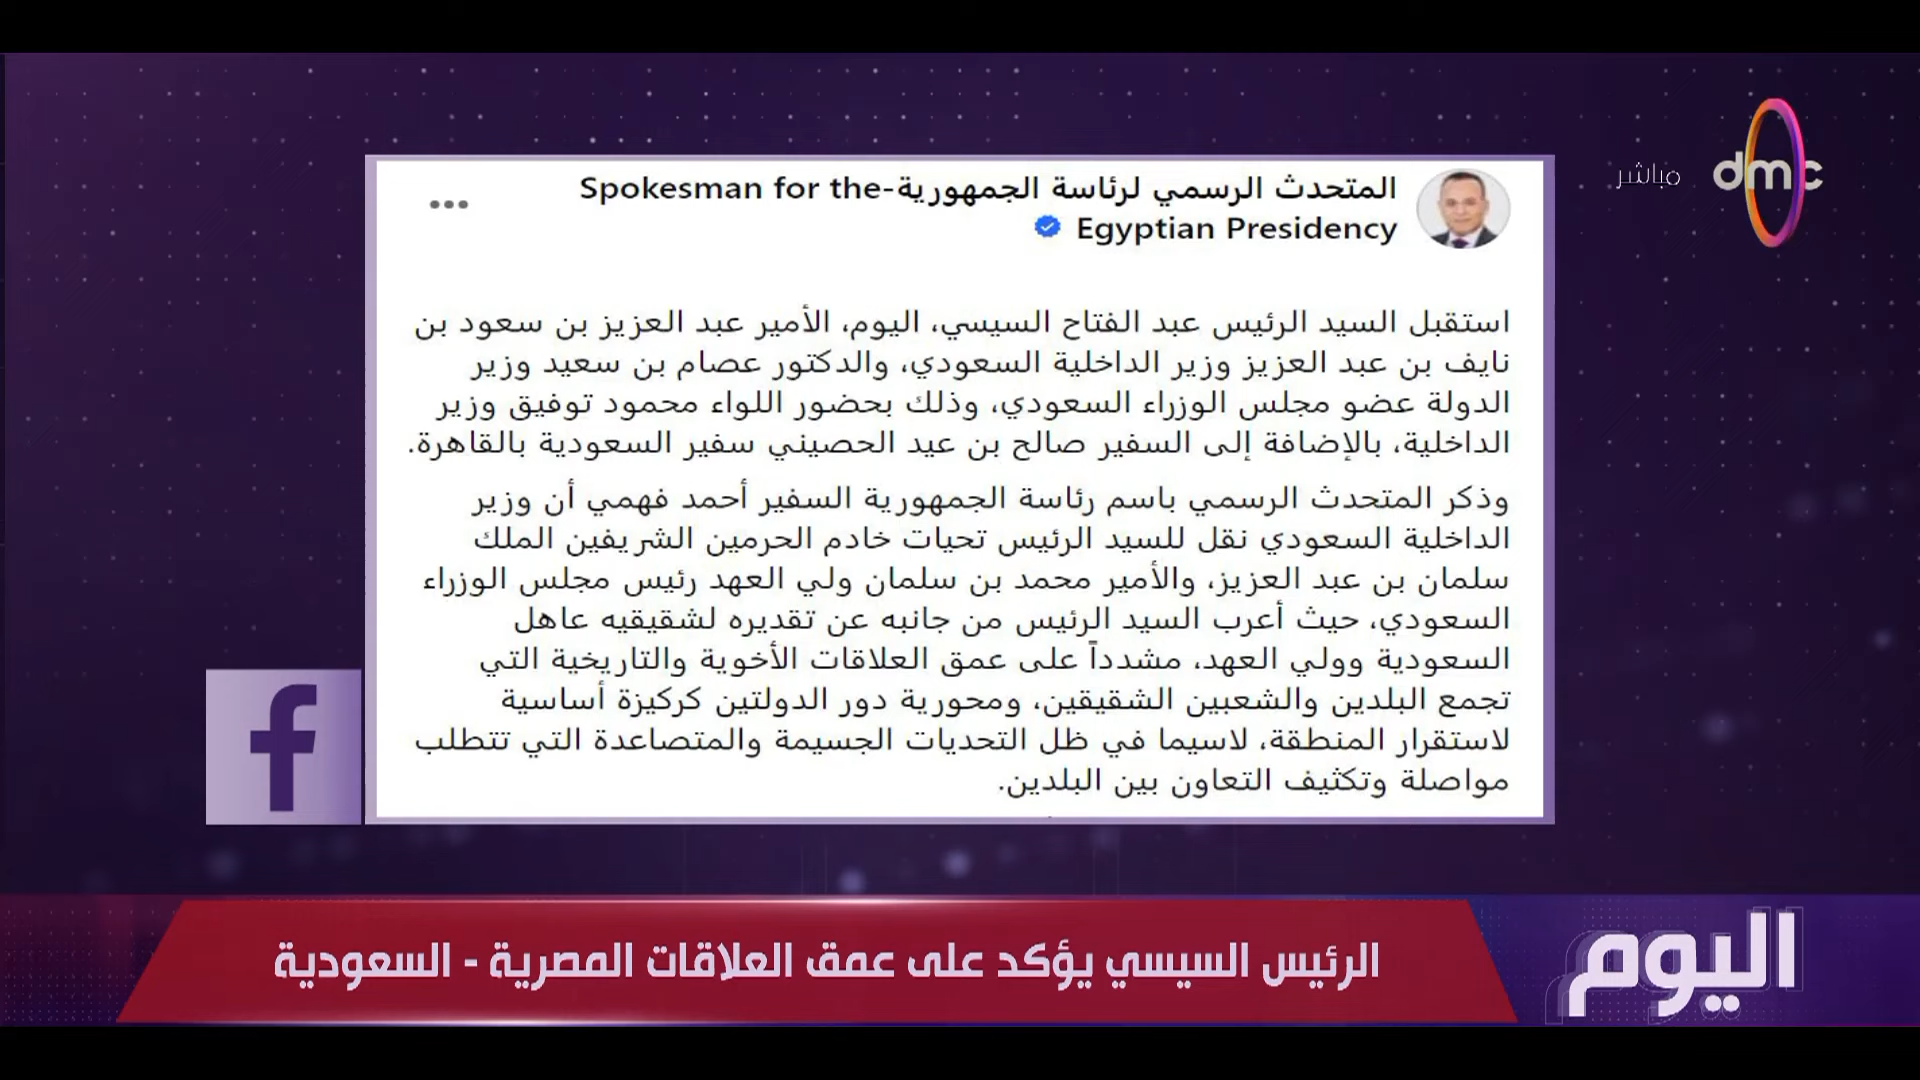 dmc
مباشر
المتحدث الرسمي لرئاسة الجمهورية-Spokesman for the
Egyptian Presidency
استقبل السيد الرئيس عبد الفتاح السيسي، اليوم، الأمير عبد العزيز بن سعود بن
نايف بن عبد العزيز وزير الداخلية السعودي، والدكتور عصام بن سعيد وزير
الدولة عضو مجلس الوزراء السعودي، وذلك بحضور اللواء محمود توفيق وزير
الداخلية، بالإضافة إلى السفير صالح بن عيد الحصيني سفير السعودية بالقاهرة.
وذكر المتحدث الرسمي باسم رئاسة الجمهورية السفير أحمد فهمي أن وزير
الداخلية السعودي نقل للسيد الرئيس تحيات خادم الحرمين الشريفين الملك
سلمان بن عبد العزيز، والأمير محمد بن سلمان ولي العهد رئيس مجلس الوزراء
السعودي، حيث أعرب السيد الرئيس من جانبه عن تقديره لشقيقيه عاهل
السعودية وولي العهد، مشدداً على عمق العلاقات الأخوية والتاريخية التي
تجمع البلدين والشعبين الشقيقين، ومحورية دور الدولتين كركيزة أساسية
لاستقرار المنطقة، لاسيما في ظل التحديات الجسيمة والمتصاعدة التي تتطلب
مواصلة وتكثيف التعاون بين البلدين.
f
الرئيس السيسي يؤكد على عمق العلاقات المصرية - السعودية
اليوم